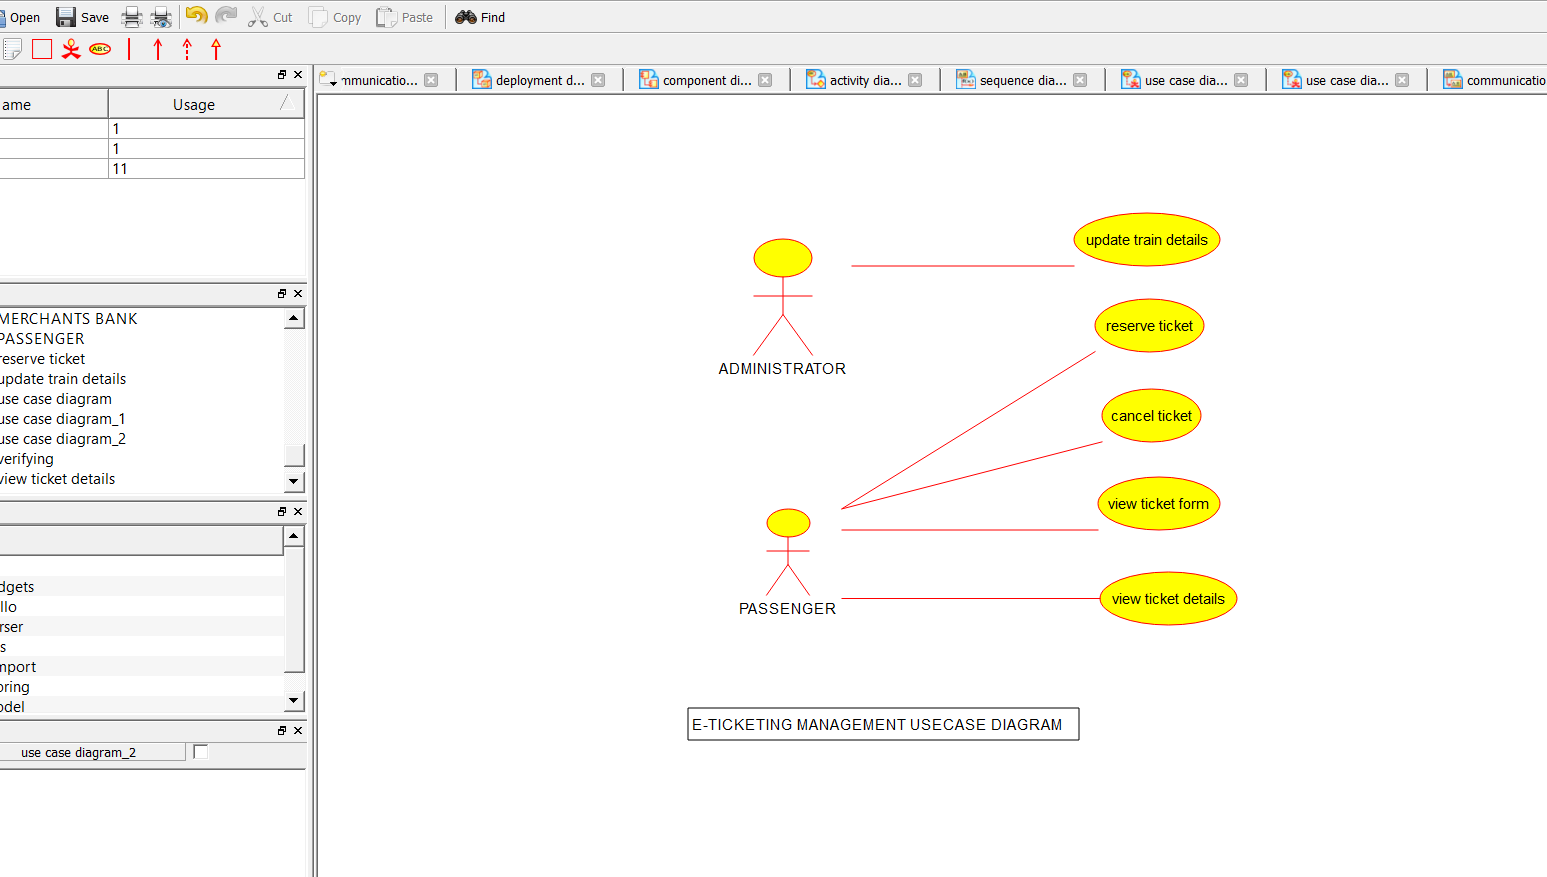 Open Save Cut Copy Paste Find
ABC
mmunicatio... deployment d... component di... activity dia... sequence dia... use case dia... use case dia... communicatio
ame Usage
1
1
11
MERCHANTS BANK
PASSENGER
reserve ticket
update train details
use case diagram
use case diagram_1
use case diagram_2
verifying
view ticket details
dgets
llo
rser
s
mport
oring
odel
use case diagram_2
update train details
reserve ticket
ADMINISTRATOR
cancel ticket
view ticket form
view ticket details
PASSENGER
E-TICKETING MANAGEMENT USECASE DIAGRAM